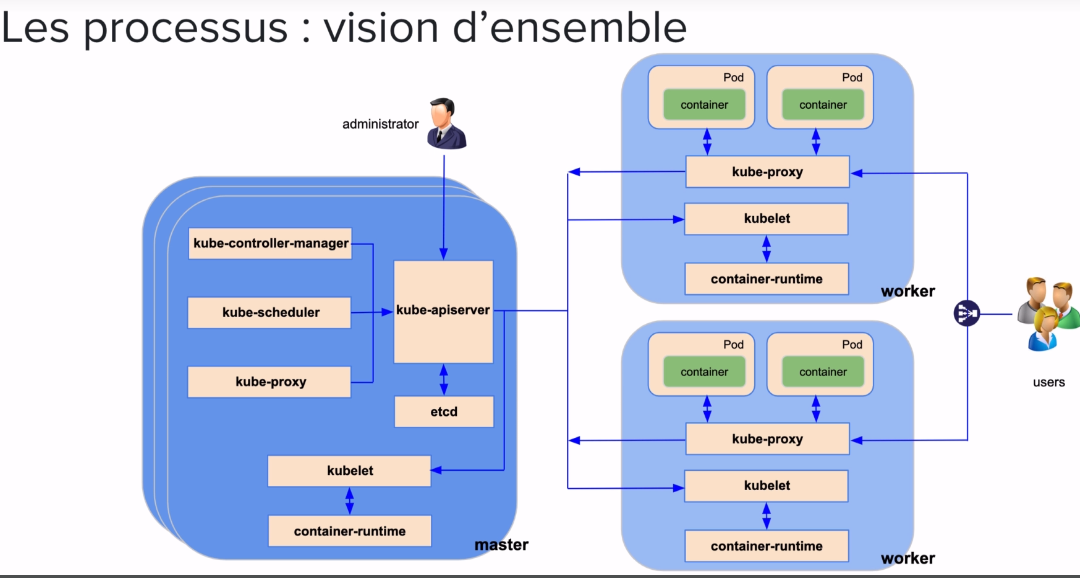 Les processus : vision d’ensemble
administrator
kube-controller-manager
kube-scheduler
kube-proxy
kube-apiserver
etcd
kubelet
container-runtime
master
Pod
container
Pod
container
kube-proxy
kubelet
container-runtime
worker
Pod
container
Pod
container
kube-proxy
kubelet
container-runtime
worker
users